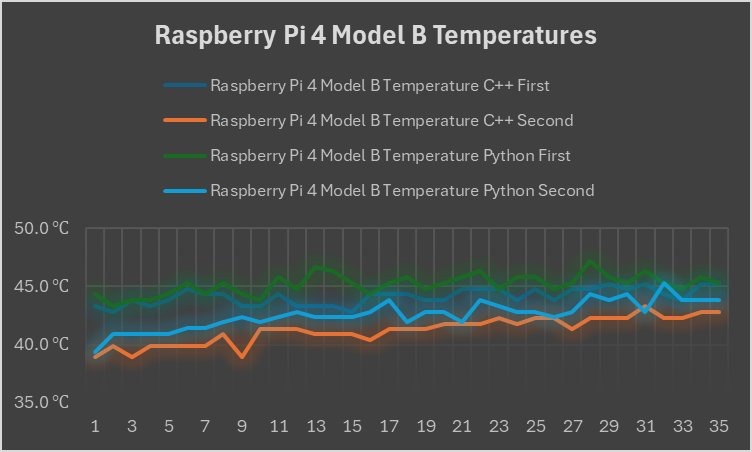 Raspberry Pi 4 Model B Temperatures
Raspberry Pi 4 Model B Temperature C++ First
Raspberry Pi 4 Model B Temperature C++ Second
Raspberry Pi 4 Model B Temperature Python First
Raspberry Pi 4 Model B Temperature Python Second
50.0 °C
45.0 °C
40.0 °C
35.0 °C
1 3 5 7 9 11 13 15 17 19 21 23 25 27 29 31 33 35